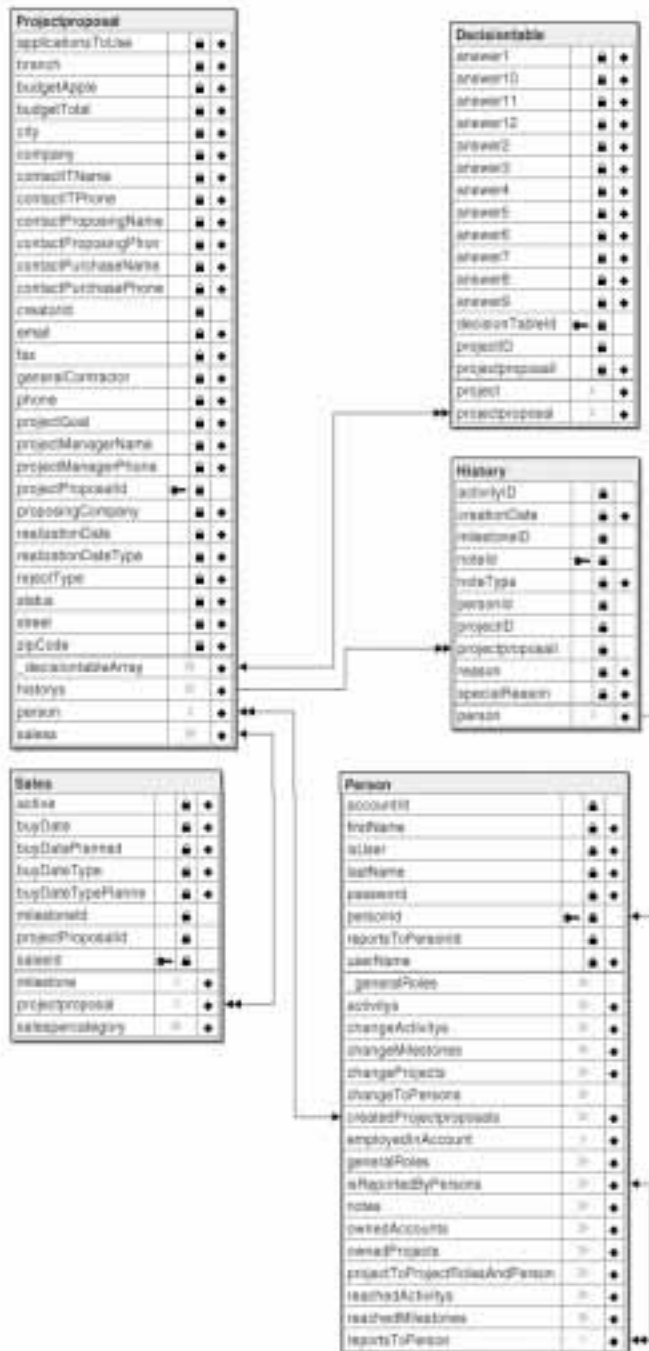 Projectproposal
applicationsToUse
branch
budgetApple
budgetTotal
city
company
contactITName
contactITPhone
contactProposingName
contactProposingPhon
contactPurchaseName
contactPurchasePhone
creatorId
email
fax
generalContractor
phone
projectGoal
projectManagerName
projectManagerPhone
projectProposalId
proposingCompany
realizationDate
realizationDateType
rejectType
status
street
zipCode
_decisiontableArray
historys
person
saless
Decisiontable
answer1
answer10
answer11
answer12
answer2
answer3
answer4
answer5
answer6
answer7
answer8
answer9
decisionTableId
projectID
projectproposalI
project
projectproposal
History
activityID
creationDate
milestoneID
noteId
noteType
personId
projectID
projectproposalI
reason
specialReason
person
Sales
active
buyDate
buyDatePlanned
buyDateType
buyDateTypePlanne
milestoneId
projectProposalId
salesId
milestone
projectproposal
salespercategory
Person
accountId
firstName
isUser
lastName
password
personId
reportsToPersonId
userName
_generalRoles
activitys
changeActivitys
changeMilestones
changeProjects
changeToPersons
createdProjectproposals
employedInAccount
generalRoles
isReportedByPersons
notes
ownedAccounts
ownedProjects
projectToProjectRolesAndPerson
reachedActivitys
reachedMilestones
reportsToPerson